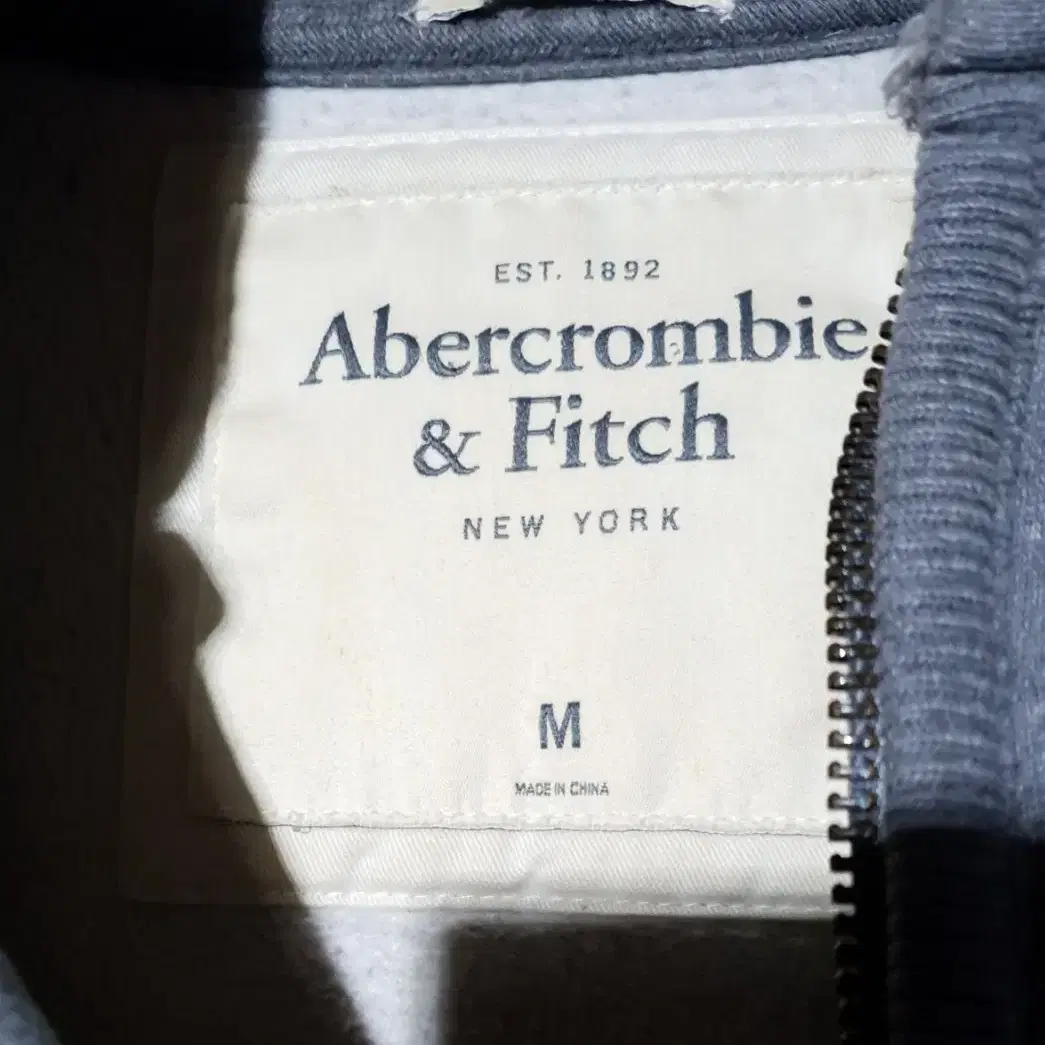 EST. 1892
Abercrombie
& Fitch
NEW YORK
M
MADE IN CHINA